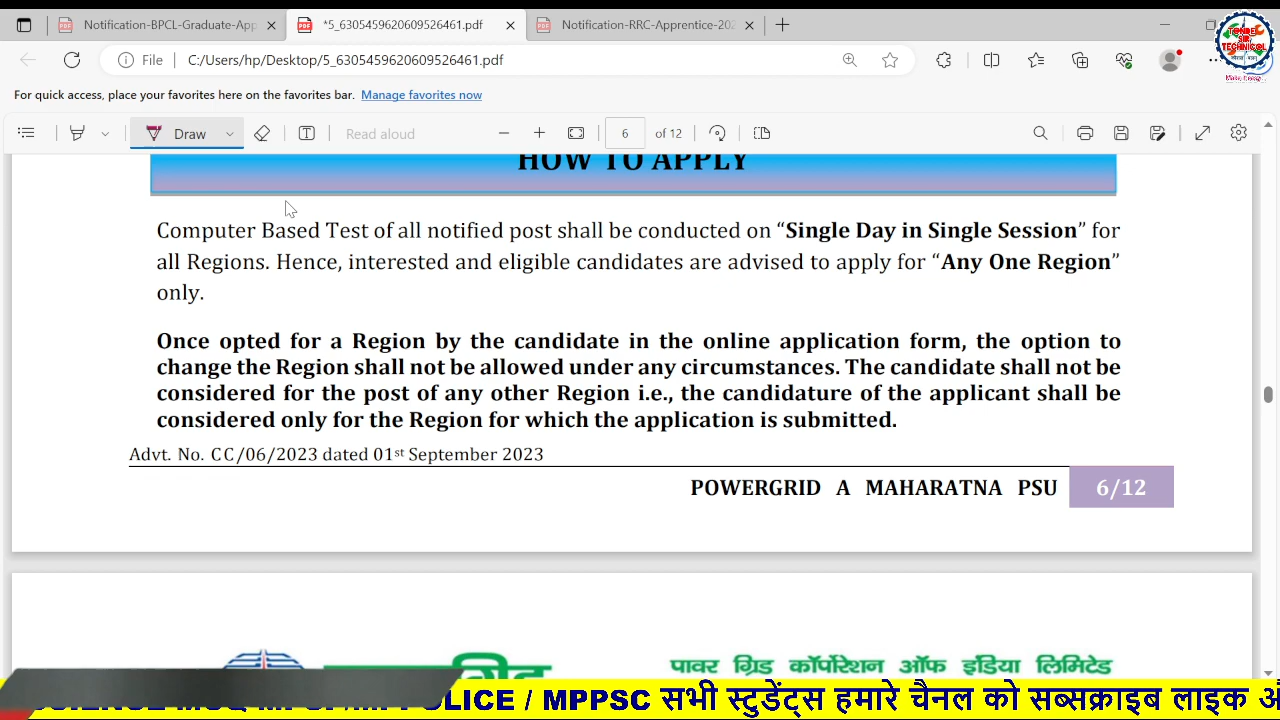 Notification-BPCL-Graduate-App
*5_6305459620609526461.pdf
Notification-RRC-Apprentice-202
TONDE
SIR
TECHNICAL
File
C:/Users/hp/Desktop/5_6305459620609526461.pdf
For quick access, place your favorites here on the favorites bar. Manage favorites now
Draw
Read aloud
6 of 12
HOW TO APPLY
Computer Based Test of all notified post shall be conducted on “Single Day in Single Session” for
all Regions. Hence, interested and eligible candidates are advised to apply for “Any One Region”
only.
Once opted for a Region by the candidate in the online application form, the option to
change the Region shall not be allowed under any circumstances. The candidate shall not be
considered for the post of any other Region i.e., the candidature of the applicant shall be
considered only for the Region for which the application is submitted.
Advt. No. CC/06/2023 dated 01st September 2023
POWERGRID A MAHARATNA PSU 6/12
पावर ग्रिड कॉर्पोरेशन ऑफ इंडिया लिमिटेड
POLICE / MPPSC सभी स्टुडेंट्स हमारे चैनल को सब्सक्राइब लाइक